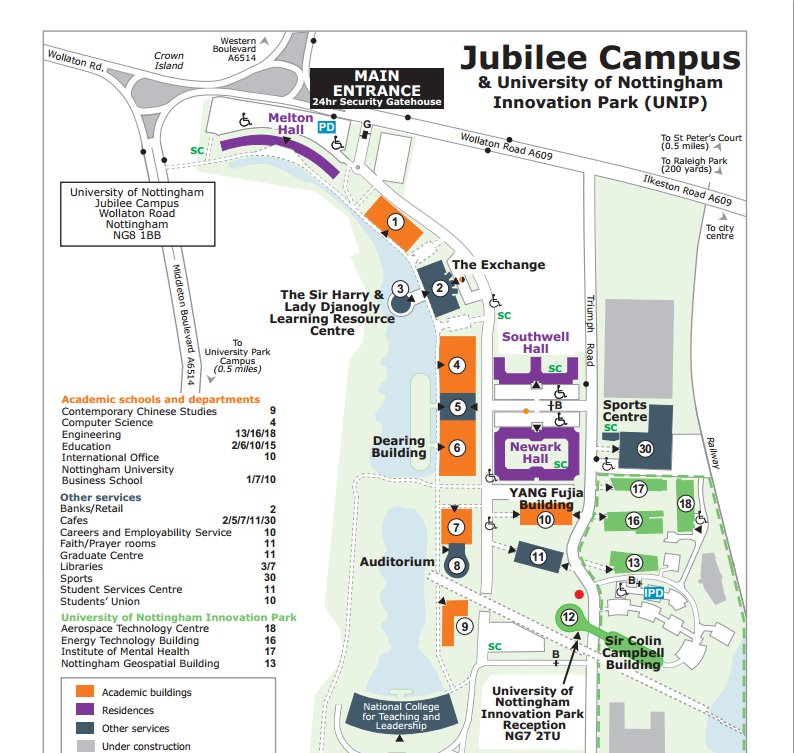 Jubilee Campus
& University of Nottingham
Innovation Park (UNIP)
Western
Boulevard
A6514
Crown
Island
Wollaton Rd.
MAIN
ENTRANCE
24hr Security Gatehouse
Melton
Hall
PD
G
SC
Wollaton Road A609
To St Peter's Court
(0.5 miles)
To Raleigh Park
(200 yards)
Ilkeston Road A609
To city
centre
University of Nottingham
Jubilee Campus
Wollaton Road
Nottingham
NG8 1BB
1
The Exchange
2
3
The Sir Harry &
Lady Djanogly
Learning Resource
Centre
SC
Middleton Boulevard A6514
To
University Park
Campus
(0.5 miles)
Triumph Road
Southwell
Hall
SC
4
5
6
B
Dearing
Building
Newark
Hall
SC
Sports
Centre
SC
30
Railway
YANG Fujia
Building
10
17
16
18
7
8
Auditorium
11
13
B
IPD
9
12
Sir Colin
Campbell
Building
SC
B
University of
Nottingham
Innovation Park
Reception
NG7 2TU
National College
for Teaching and
Leadership
Academic schools and departments
Contemporary Chinese Studies 9
Computer Science 4
Engineering 13/16/18
Education 2/6/10/15
International Office 10
Nottingham University
Business School 1/7/10
Other services
Banks/Retail 2
Cafes 2/5/7/11/30
Careers and Employability Service 10
Faith/Prayer rooms 11
Graduate Centre 11
Libraries 3/7
Sports 30
Student Services Centre 11
Students' Union 10
University of Nottingham Innovation Park
Aerospace Technology Centre 18
Energy Technology Building 16
Institute of Mental Health 17
Nottingham Geospatial Building 13
Academic buildings
Residences
Other services
Under construction